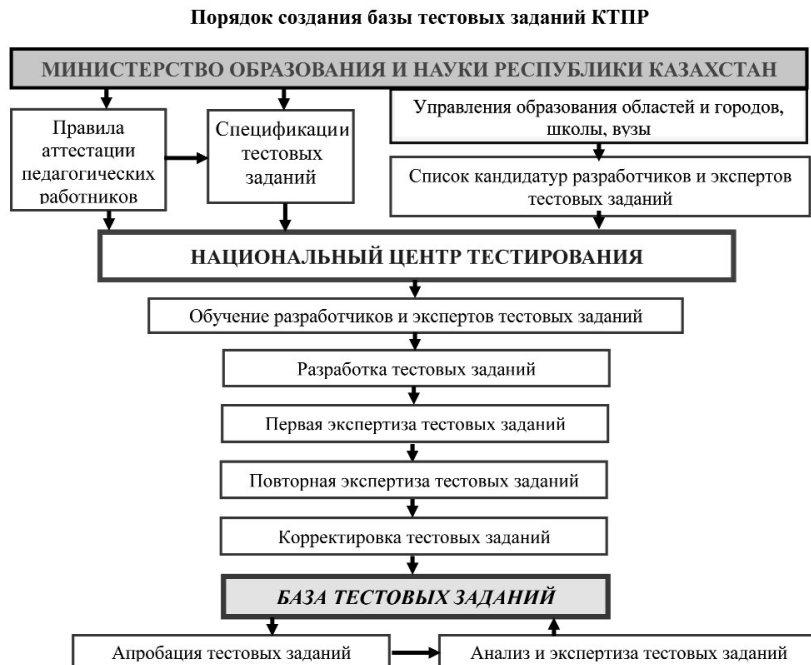 Порядок создания базы тестовых заданий КТПР
МИНИСТЕРСТВО ОБРАЗОВАНИЯ И НАУКИ РЕСПУБЛИКИ КАЗАХСТАН
Правила
аттестации
педагогических
работников
Спецификации
тестовых
заданий
Управления образования областей и городов,
школы, вузы
Список кандидатур разработчиков и экспертов
тестовых заданий
НАЦИОНАЛЬНЫЙ ЦЕНТР ТЕСТИРОВАНИЯ
Обучение разработчиков и экспертов тестовых заданий
Разработка тестовых заданий
Первая экспертиза тестовых заданий
Повторная экспертиза тестовых заданий
Корректировка тестовых заданий
БАЗА ТЕСТОВЫХ ЗАДАНИЙ
Апробация тестовых заданий
Анализ и экспертиза тестовых заданий